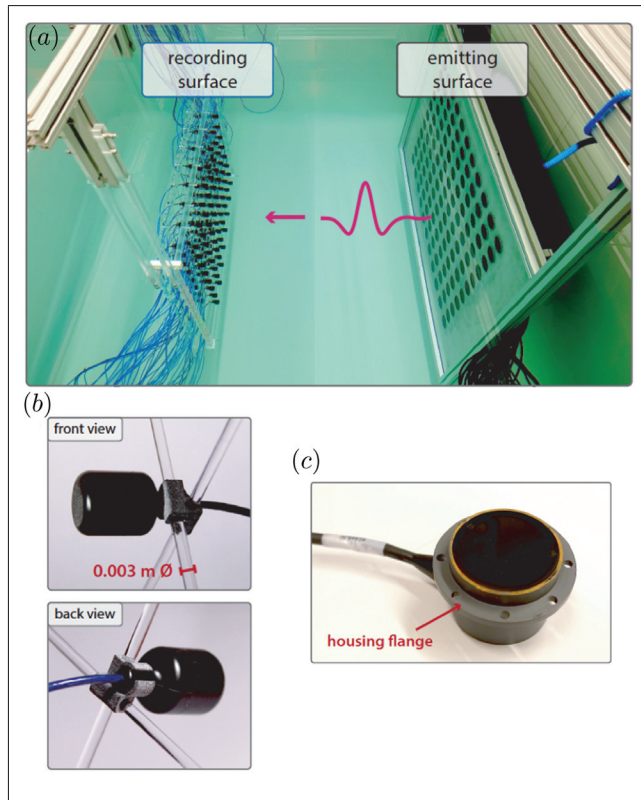 (a)
recording
surface
emitting
surface
(b)
front view
0.003 m Ø
back view
(c)
housing flange